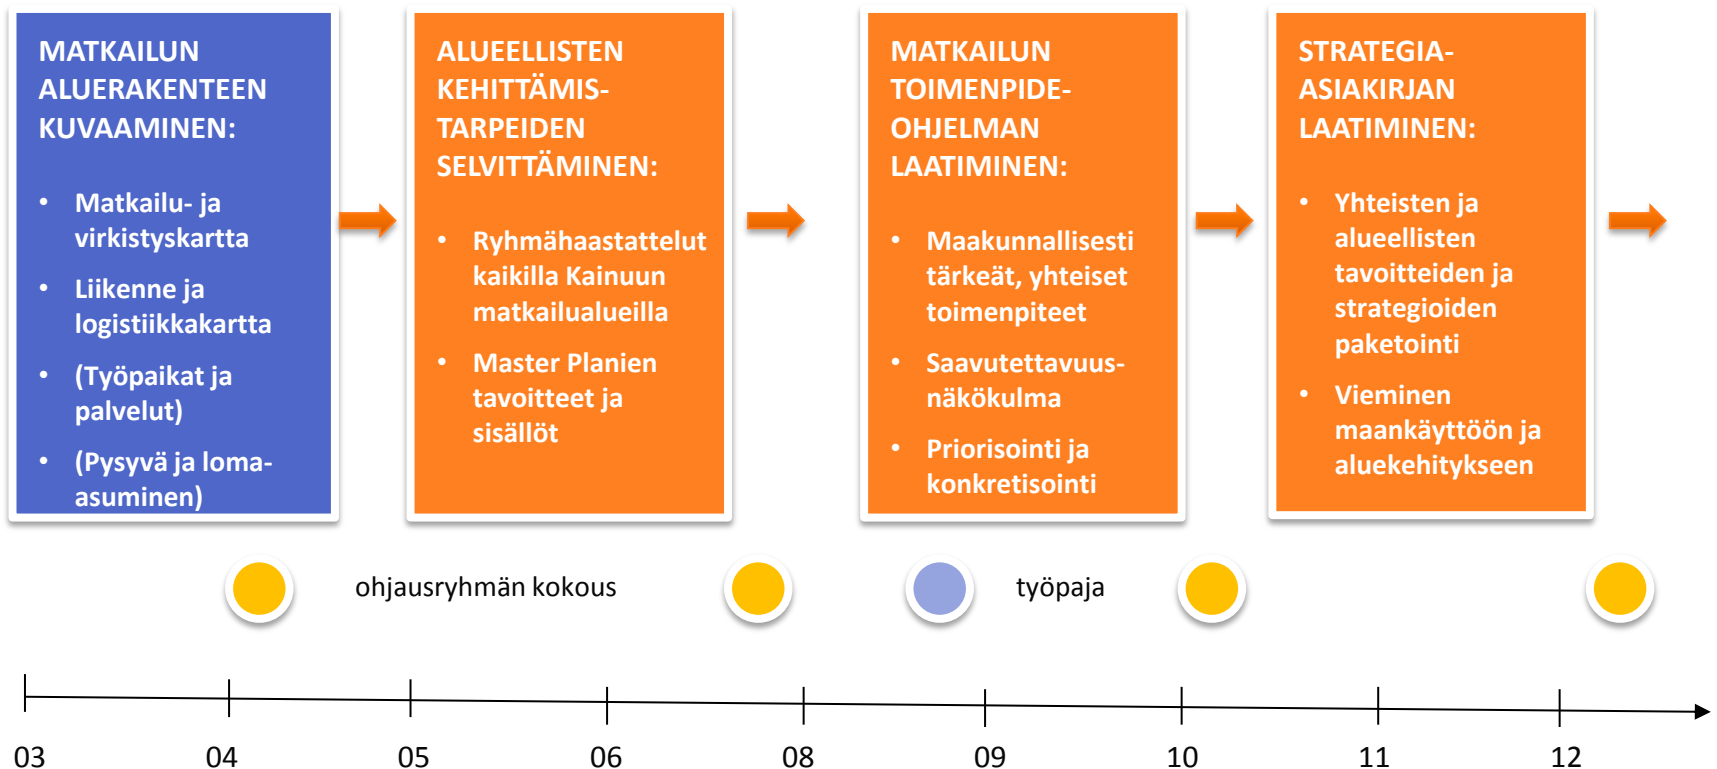 MATKAILUN
ALUERAKENTEEN
KUVAAMINEN:
• Matkailu- ja
virkistyskartta
• Liikenne ja
logistiikkakartta
• (Työpaikat ja
palvelut)
• (Pysyvä ja loma-
asuminen)
ALUEELLISTEN
KEHITTÄMIS-
TARPEIDEN
SELVITTÄMINEN:
• Ryhmähaastattelut
kaikilla Kainuun
matkailualueilla
• Master Planien
tavoitteet ja
sisällöt
MATKAILUN
TOIMENPIDE-
OHJELMAN
LAATIMINEN:
• Maakunnallisesti
tärkeät, yhteiset
toimenpiteet
• Saavutettavuus-
näkökulma
• Priorisointi ja
konkretisointi
STRATEGIA-
ASIAKIRJAN
LAATIMINEN:
• Yhteisten ja
alueellisten
tavoitteiden ja
strategioiden
paketointi
• Vieminen
maankäyttöön ja
aluekehitykseen
ohjausryhmän kokous
työpaja
03 04 05 06 08 09 10 11 12